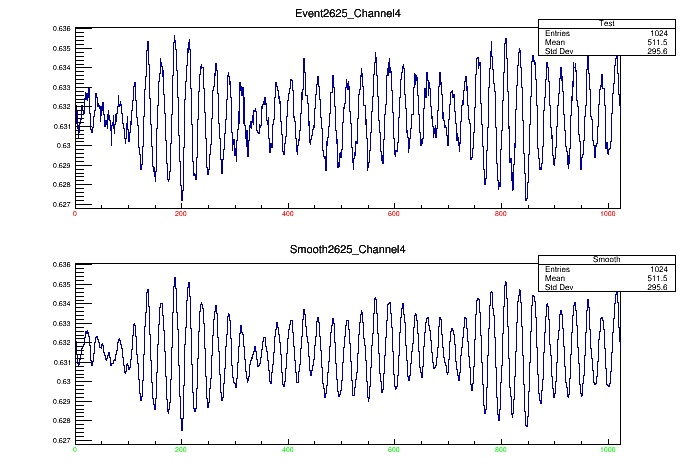 Event2625_Channel4
Test
Entries 1024
Mean 511.5
Std Dev 295.6
0.636
0.635
0.634
0.633
0.632
0.631
0.63
0.629
0.628
0.627
0 200 400 600 800 1000
Smooth2625_Channel4
Smooth
Entries 1024
Mean 511.5
Std Dev 295.6
0.636
0.635
0.634
0.633
0.632
0.631
0.63
0.629
0.628
0.627
0 200 400 600 800 1000